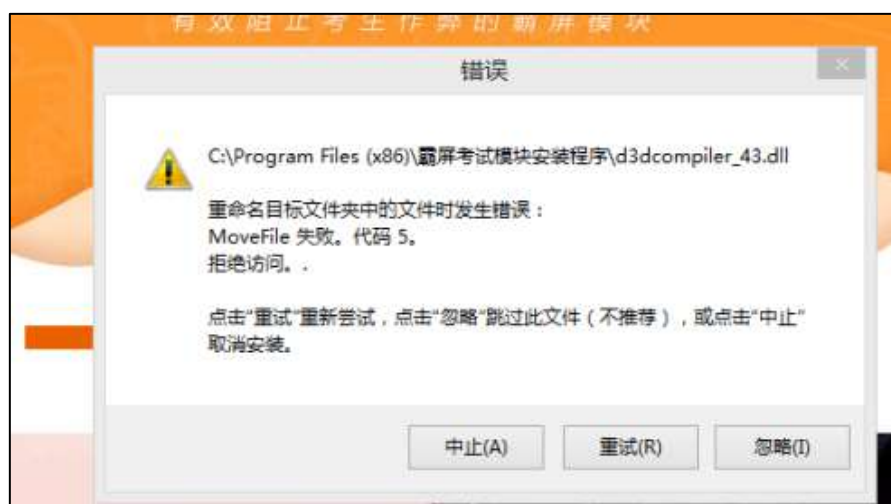 有效阻止考生作弊的霸屏模块
错误
C:\Program Files (x86)\霸屏考试模块安装程序\d3dcompiler_43.dll
重命名目标文件夹中的文件时发生错误：
MoveFile 失败。代码 5。
拒绝访问。.
点击“重试”重新尝试，点击“忽略”跳过此文件（不推荐），或点击“中止”
取消安装。
中止(A)
重试(R)
忽略(I)